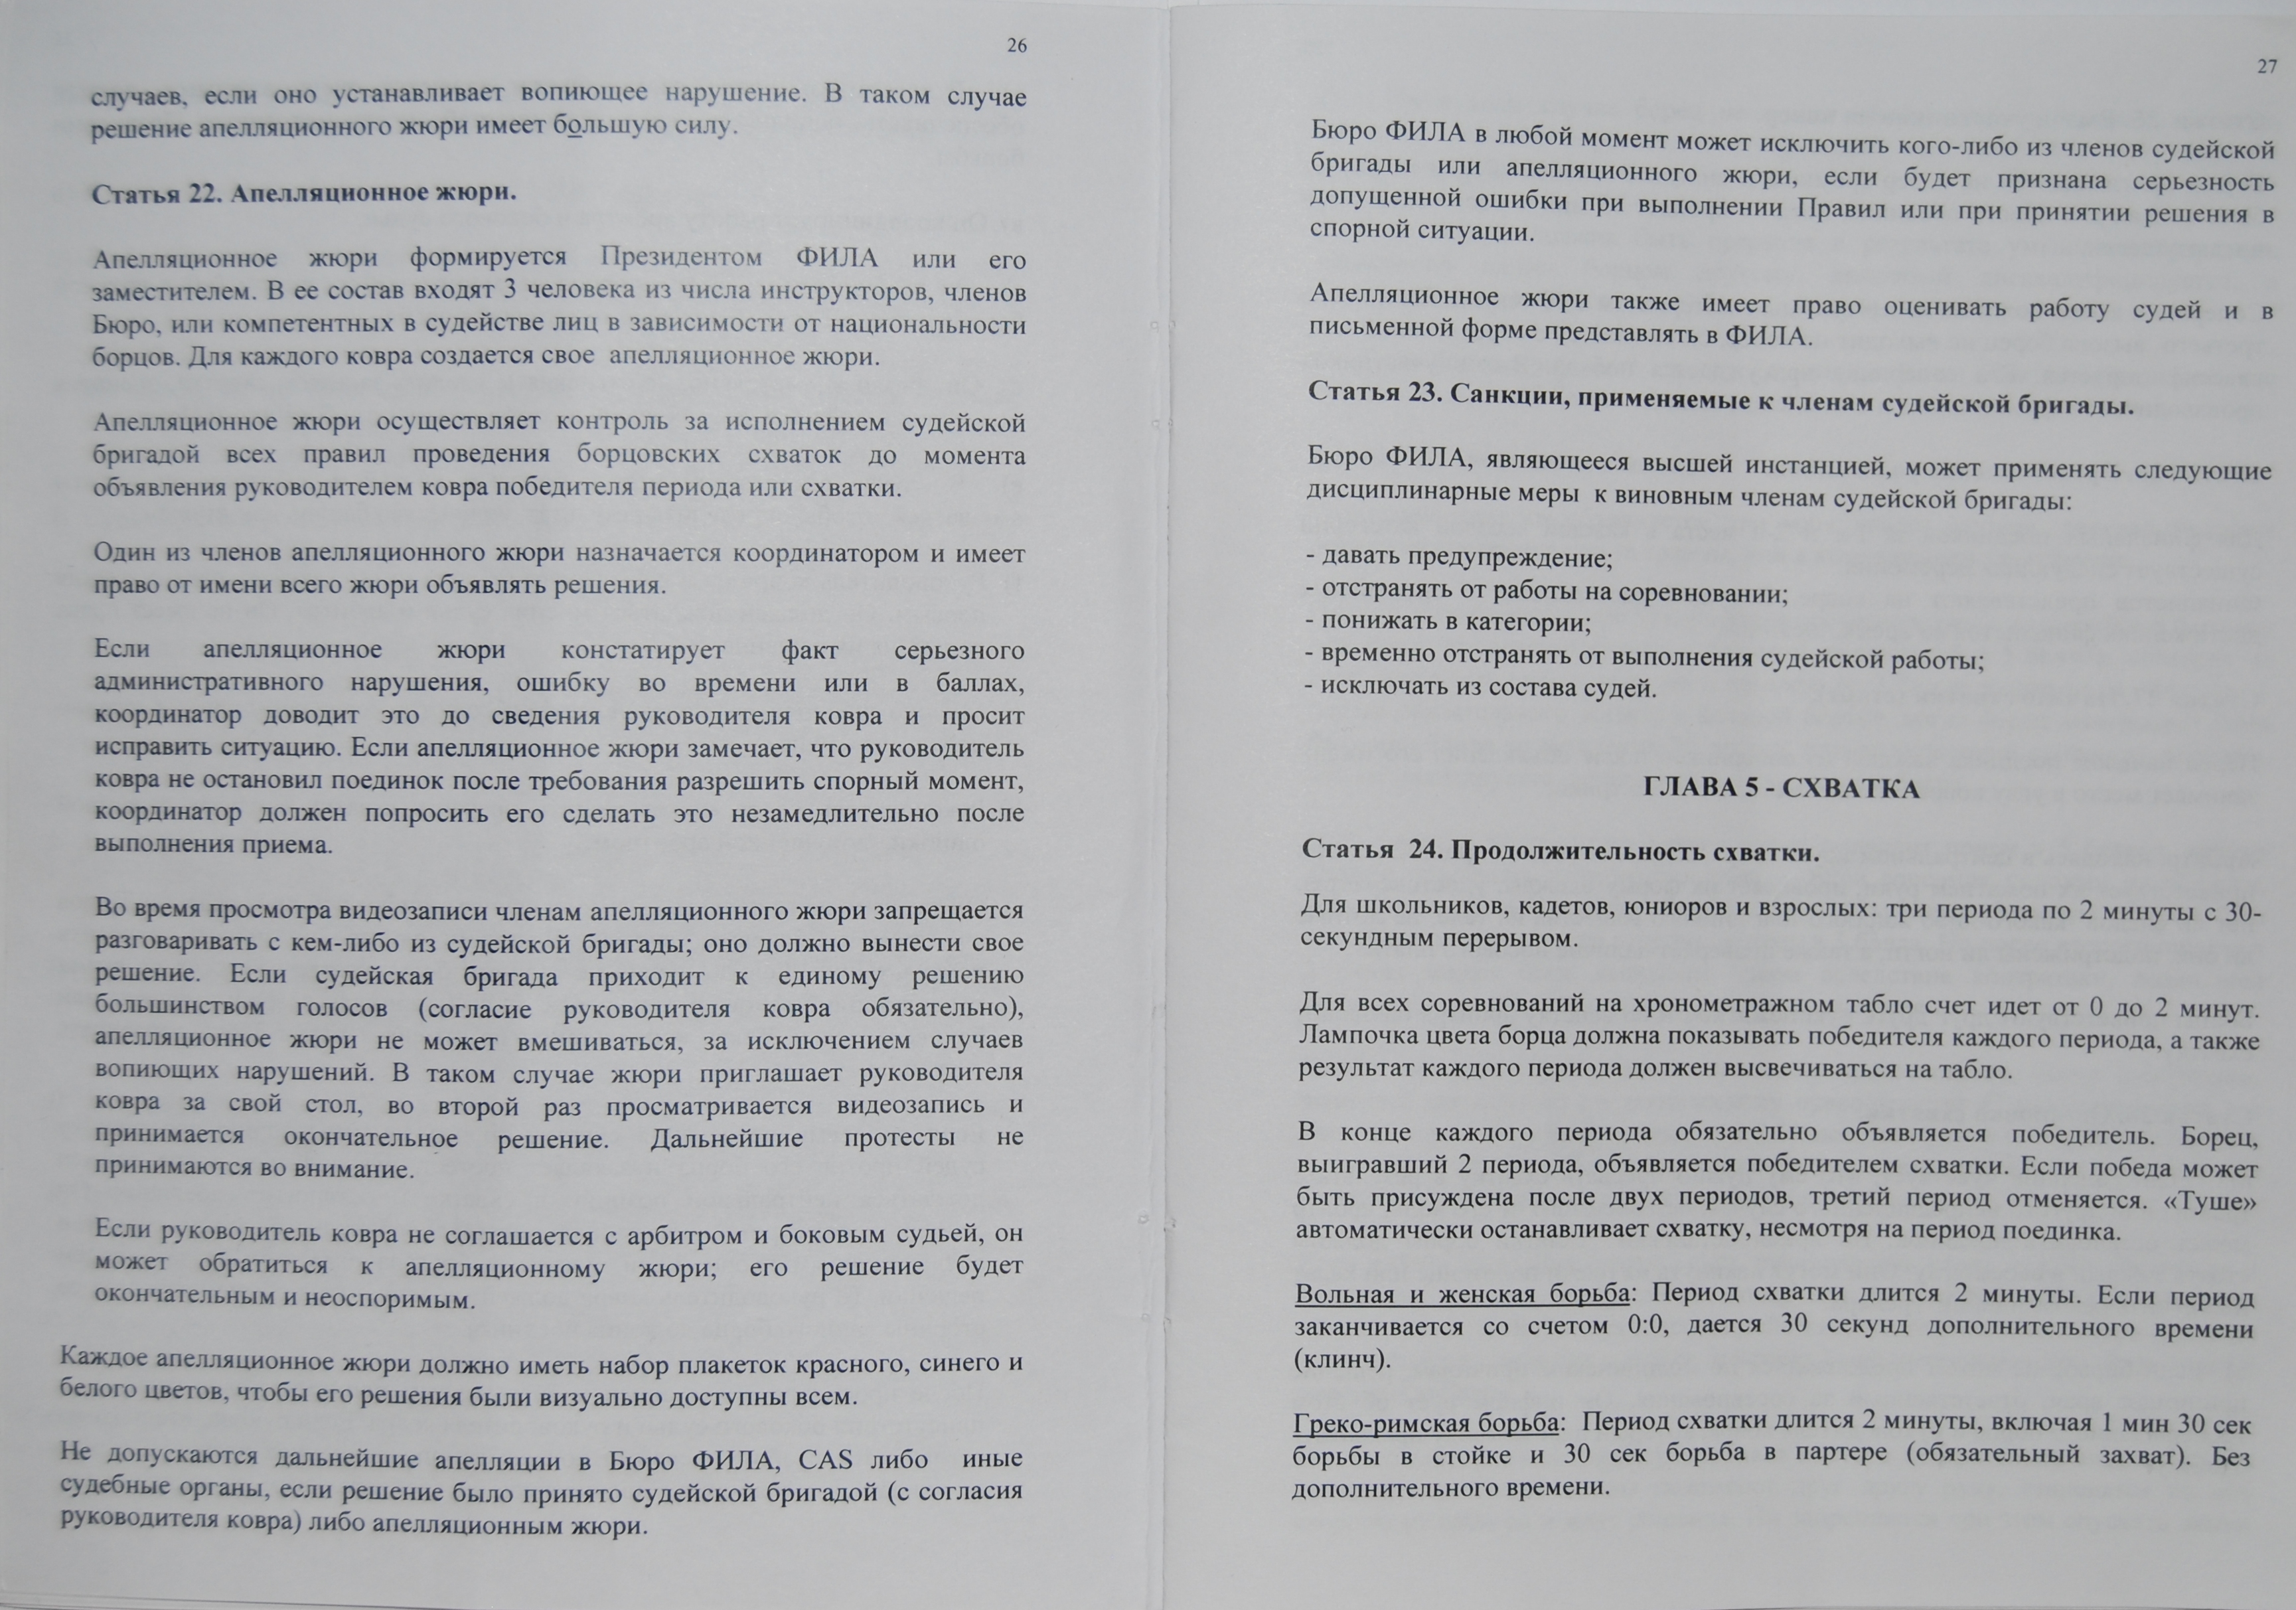 26
случаев, если оно устанавливает вопиющее нарушение. В таком случае
решение апелляционного жюри имеет большую силу.
Статья 22. Апелляционное жюри.
Апелляционное жюри формируется Президентом ФИЛА или его
заместителем. В ее состав входят 3 человека из числа инструкторов, членов
Бюро, или компетентных в судействе лиц в зависимости от национальности
борцов. Для каждого ковра создается свое апелляционное жюри.
Апелляционное жюри осуществляет контроль за исполнением судейской
бригадой всех правил проведения борцовских схваток до момента
объявления руководителем ковра победителя периода или схватки.
Один из членов апелляционного жюри назначается координатором и имеет
право от имени всего жюри объявлять решения.
Если апелляционное жюри констатирует факт серьезного
административного нарушения, ошибку во времени или в баллах,
координатор доводит это до сведения руководителя ковра и просит
исправить ситуацию. Если апелляционное жюри замечает, что руководитель
ковра не остановил поединок после требования разрешить спорный момент,
координатор должен попросить его сделать это незамедлительно после
выполнения приема.
Во время просмотра видеозаписи членам апелляционного жюри запрещается
разговаривать с кем-либо из судейской бригады; оно должно вынести свое
решение. Если судейская бригада приходит к единому решению
большинством голосов (согласие руководителя ковра обязательно),
апелляционное жюри не может вмешиваться, за исключением случаев
вопиющих нарушений. В таком случае жюри приглашает руководителя
ковра за свой стол, во второй раз просматривается видеозапись и
принимается окончательное решение. Дальнейшие протесты не
принимаются во внимание.
Если руководитель ковра не соглашается с арбитром и боковым судьей, он
может обратиться к апелляционному жюри; его решение будет
окончательным и неоспоримым.
Каждое апелляционное жюри должно иметь набор плакеток красного, синего и
белого цветов, чтобы его решения были визуально доступны всем.
Не допускаются дальнейшие апелляции в Бюро ФИЛА, CAS либо иные
судебные органы, если решение было принято судейской бригадой (с согласия
руководителя ковра) либо апелляционным жюри.
27
Бюро ФИЛА в любой момент может исключить кого-либо из членов судейской
бригады или апелляционного жюри, если будет признана серьезность
допущенной ошибки при выполнении Правил или при принятии решения в
спорной ситуации.
Апелляционное жюри также имеет право оценивать работу судей и в
письменной форме представлять в ФИЛА.
Статья 23. Санкции, применяемые к членам судейской бригады.
Бюро ФИЛА, являющееся высшей инстанцией, может применять следующие
дисциплинарные меры к виновным членам судейской бригады:
- давать предупреждение;
- отстранять от работы на соревновании;
- понижать в категории;
- временно отстранять от выполнения судейской работы;
- исключать из состава судей.
ГЛАВА 5 - СХВАТКА
Статья 24. Продолжительность схватки.
Для школьников, кадетов, юниоров и взрослых: три периода по 2 минуты с 30-
секундным перерывом.
Для всех соревнований на хронометражном табло счет идет от 0 до 2 минут.
Лампочка цвета борца должна показывать победителя каждого периода, а также
результат каждого периода должен высвечиваться на табло.
В конце каждого периода обязательно объявляется победитель. Борец,
выигравший 2 периода, объявляется победителем схватки. Если победа может
быть присуждена после двух периодов, третий период отменяется. «Туше»
автоматически останавливает схватку, несмотря на период поединка.
Вольная и женская борьба: Период схватки длится 2 минуты. Если период
заканчивается со счетом 0:0, дается 30 секунд дополнительного времени
(клинч).
Греко-римская борьба: Период схватки длится 2 минуты, включая 1 мин 30 сек
борьбы в стойке и 30 сек борьба в партере (обязательный захват). Без
дополнительного времени.